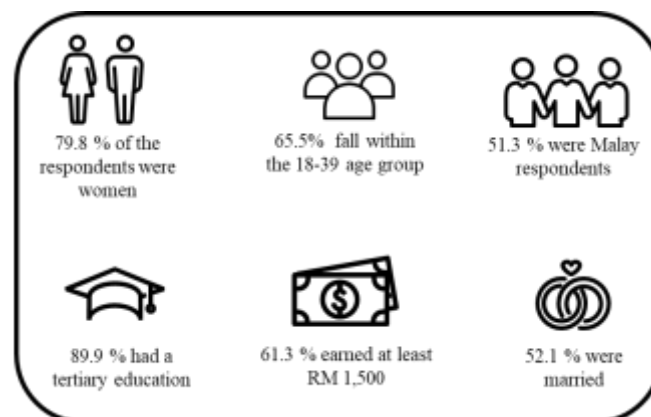 79.8 % of the
respondents were
women
65.5% fall within
the 18-39 age group
51.3 % were Malay
respondents
89.9 % had a
tertiary education
61.3 % earned at least
RM 1,500
52.1 % were
married